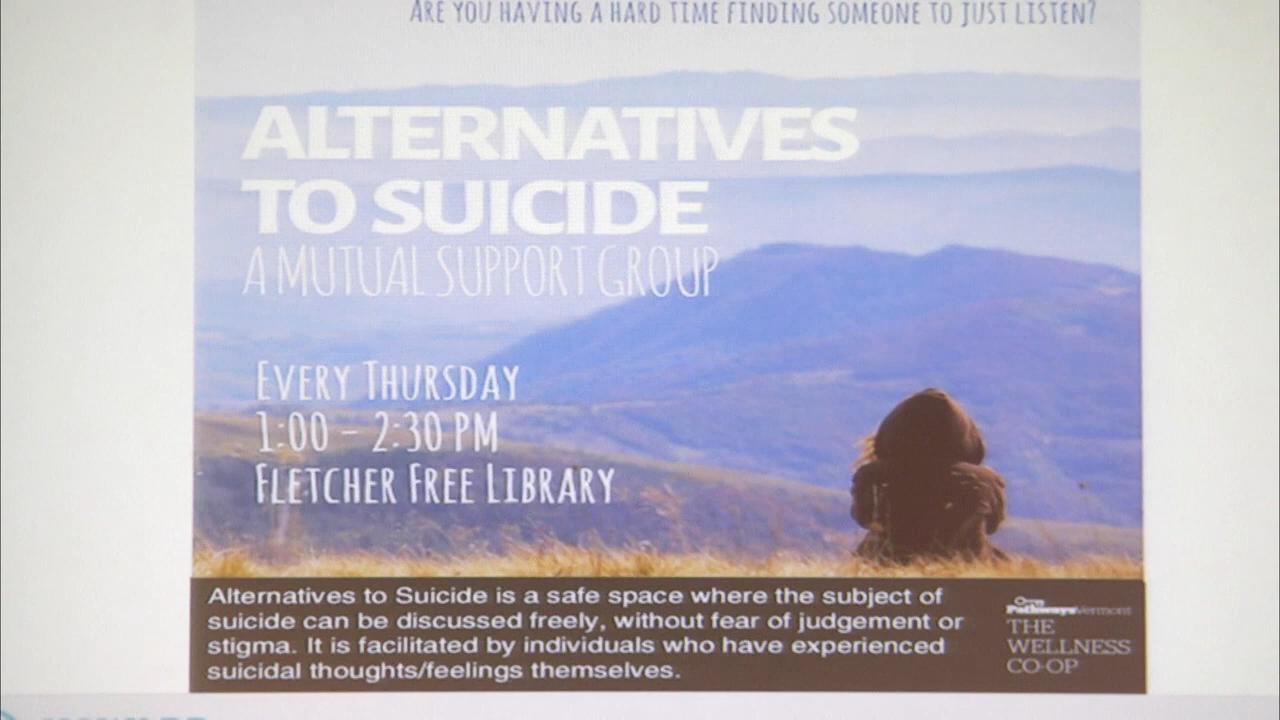 ARE YOU HAVING A HARD TIME FINDING SOMEONE TO JUST LISTEN?
ALTERNATIVES
TO SUICIDE
A MUTUAL SUPPORT GROUP
EVERY THURSDAY
1:00 – 2:30 PM
FLETCHER FREE LIBRARY
Alternatives to Suicide is a safe space where the subject of
suicide can be discussed freely, without fear of judgement or
stigma. It is facilitated by individuals who have experienced
suicidal thoughts/feelings themselves.
PathwaysVermont
THE
WELLNESS
CO-OP